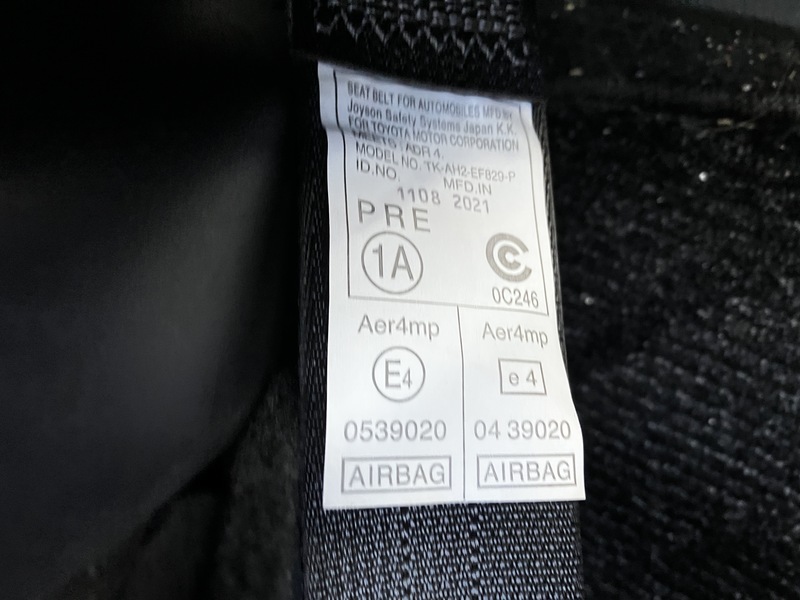 SEAT BELT FOR AUTOMOBILES MFD BY
Joyson Safety Systems Japan K.K.
FOR TOYOTA MOTOR CORPORATION
MEETS : ADR 4.
MODEL NO. TK-AH2-EF829-P
ID.NO. MFD.IN
1108 2021
PRE
1A
C
0C246
Aer4mp
E4
0539020
AIRBAG
Aer4mp
e 4
04 39020
AIRBAG